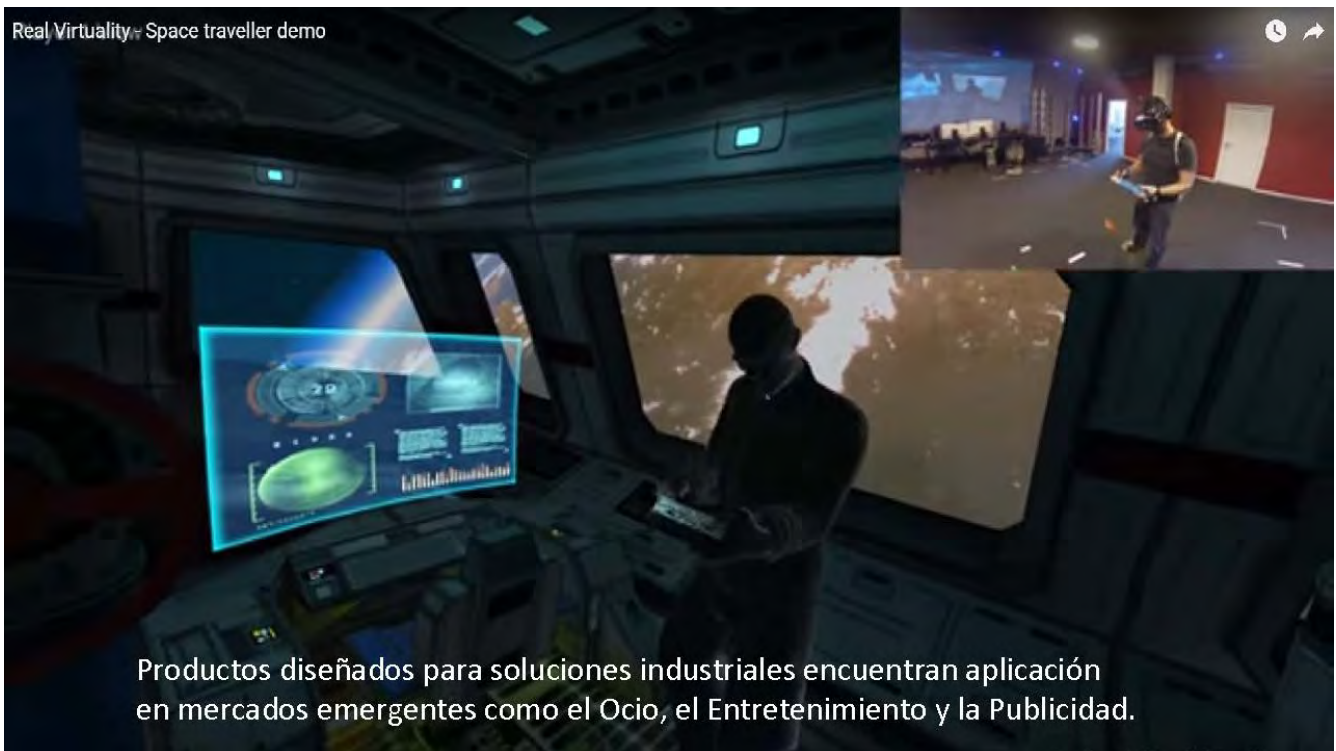 Real Virtuality - Space traveller demo
29
Productos diseñados para soluciones industriales encuentran aplicación
en mercados emergentes como el Ocio, el Entretenimiento y la Publicidad.